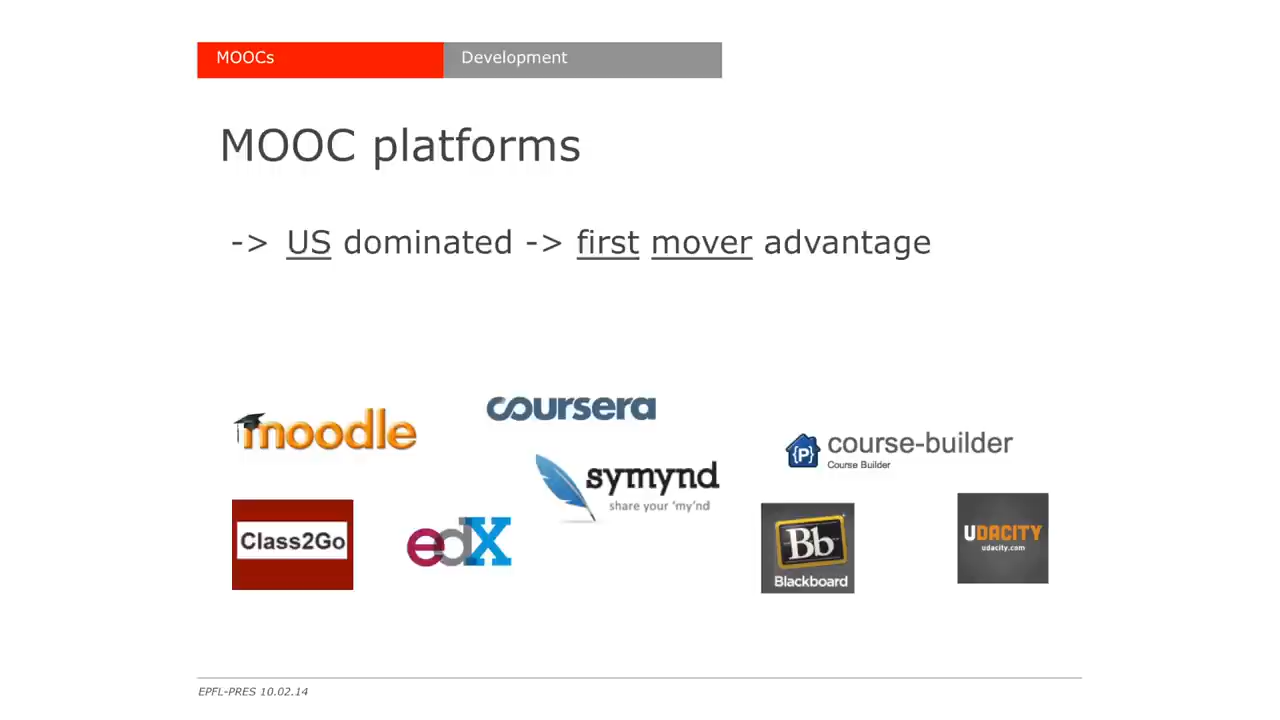 MOOCs
Development
MOOC platforms
-> US dominated -> first mover advantage
moodle
coursera
course-builder
Course Builder
{P}
symynd
share your 'my'nd
Class2Go
edX
Bb
Blackboard
UDACITY
udacity.com
EPFL-PRES 10.02.14